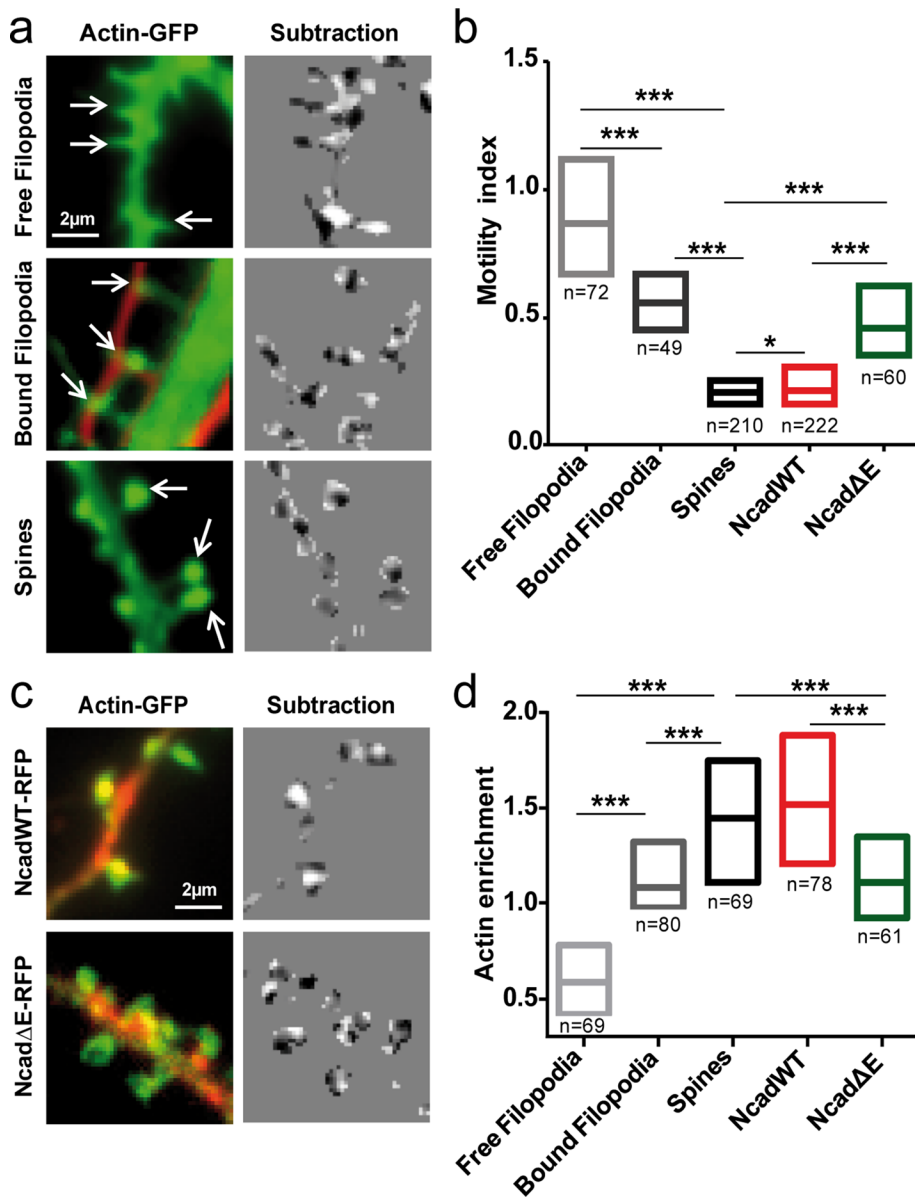 a
Actin-GFP Subtraction
Free Filopodia
2µm
Bound Filopodia
Spines
b
Motility index
1.5
1.0
0.5
0.0
***
***
***
***
***
*
n=72
n=49
n=210
n=222
n=60
Free Filopodia
Bound Filopodia
Spines
NcadWT
NcadΔE
c
Actin-GFP Subtraction
NcadWT-RFP
2µm
NcadΔE-RFP
d
Actin enrichment
2.0
1.5
1.0
0.5
***
***
***
***
***
n=69
n=80
n=69
n=78
n=61
Free Filopodia
Bound Filopodia
Spines
NcadWT
NcadΔE